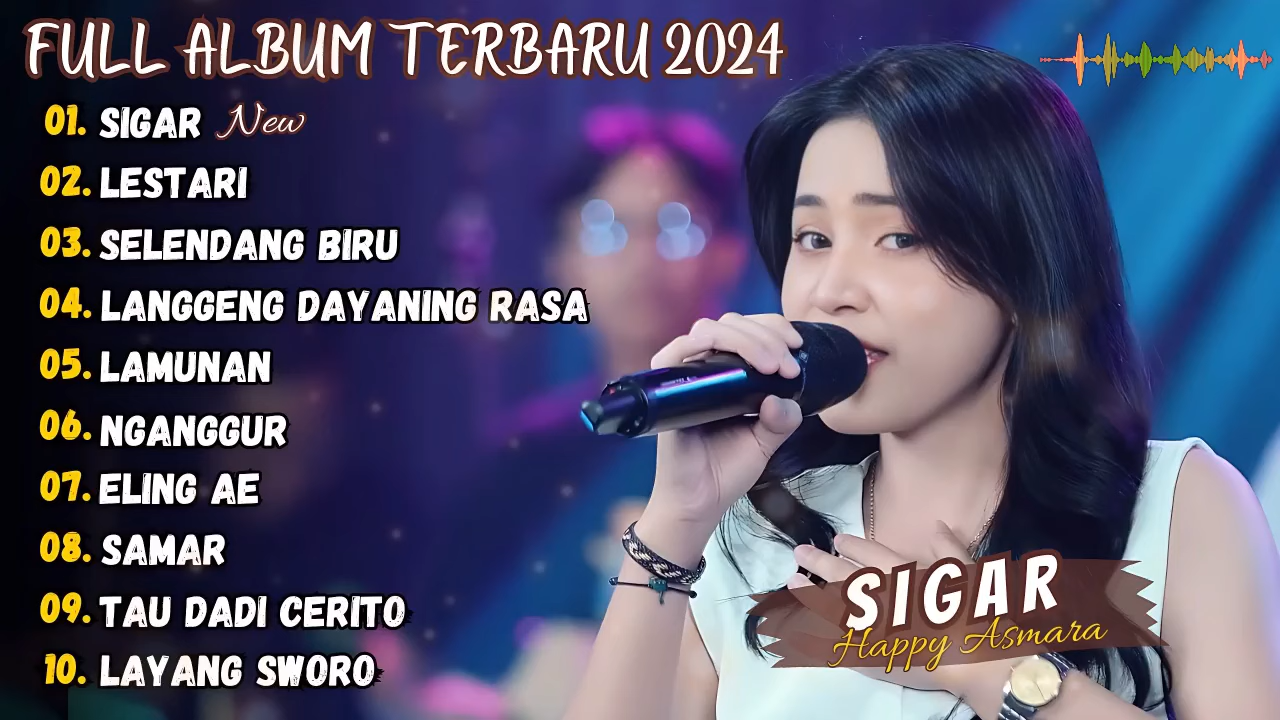 FULL ALBUM TERBARU 2024
01. SIGAR New
02. LESTARI
03. SELENDANG BIRU
04. LANGGENG DAYANING RASA
05. LAMUNAN
06. NGANGGUR
07. ELING AE
08. SAMAR
09. TAU DADI CERITO
10. LAYANG SWORO
SIGAR
Happy Asmara